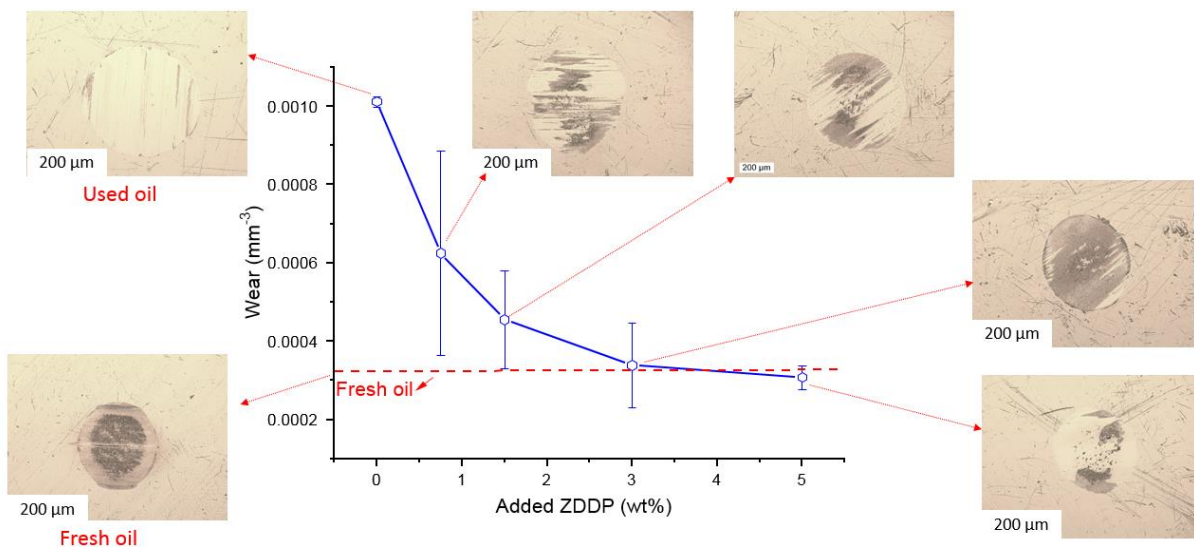 200 µm
Used oil
200 µm
200 µm
200 µm
200 µm
200 µm
Fresh oil
Wear (mm⁻³)
0.0010
0.0008
0.0006
0.0004
0.0002
Fresh oil
0 1 2 3 4 5
Added ZDDP (wt%)